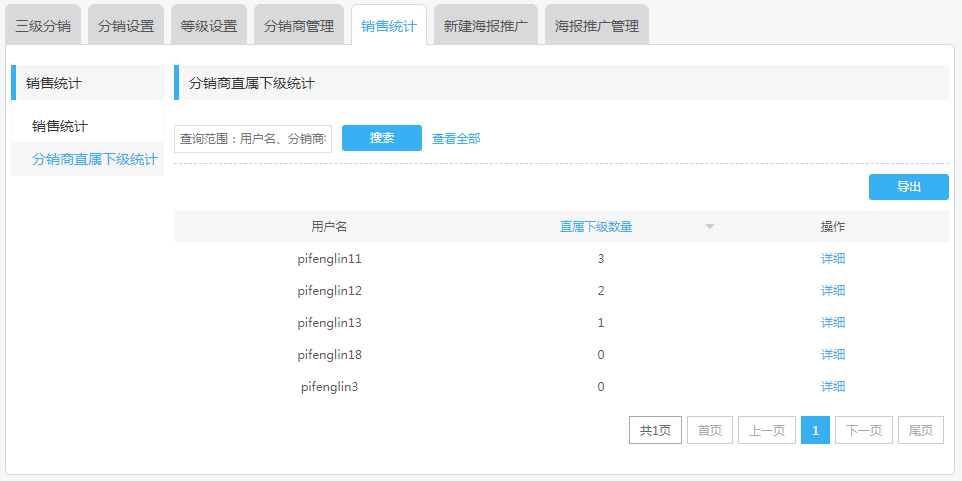 三级分销 分销设置 等级设置 分销商管理 销售统计 新建海报推广 海报推广管理
销售统计
销售统计
分销商直属下级统计
分销商直属下级统计
查询范围：用户名、分销商 搜索 查看全部
导出
用户名 直属下级数量 操作
pifenglin11 3 详细
pifenglin12 2 详细
pifenglin13 1 详细
pifenglin18 0 详细
pifenglin3 0 详细
共1页 首页 上一页 1 下一页 尾页